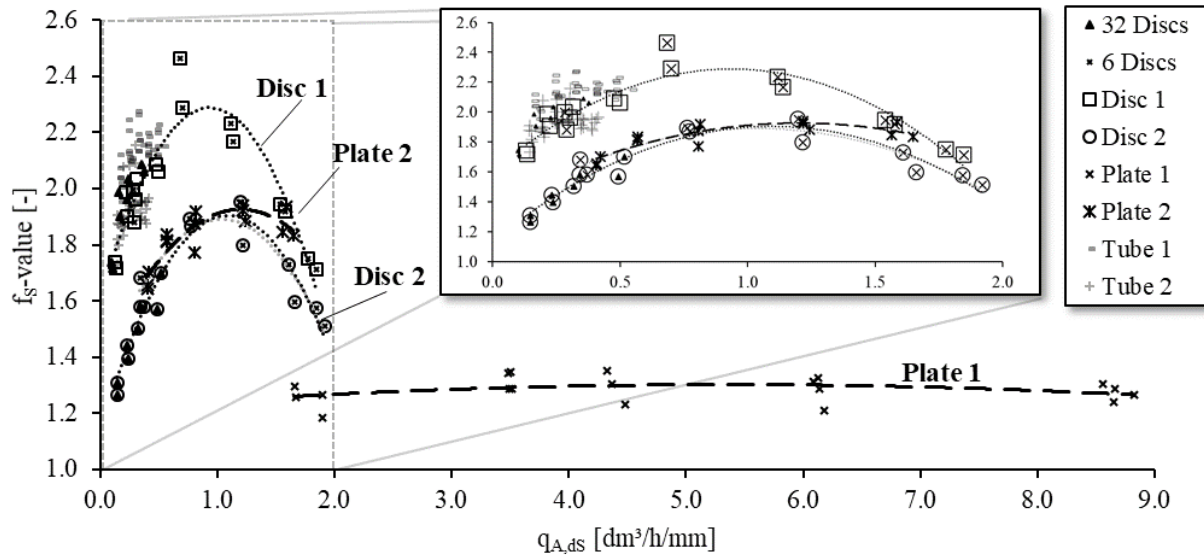 2.6
2.4
2.2
2.0
1.8
1.6
1.4
1.2
1.0
fS-value [-]
0.0
1.0
2.0
3.0
4.0
5.0
6.0
7.0
8.0
9.0
qA,dS [dm³/h/mm]
Disc 1
Plate 2
Disc 2
Plate 1
2.6
2.4
2.2
2.0
1.8
1.6
1.4
1.2
1.0
0.0
0.5
1.0
1.5
2.0
32 Discs
6 Discs
Disc 1
Disc 2
Plate 1
Plate 2
Tube 1
Tube 2